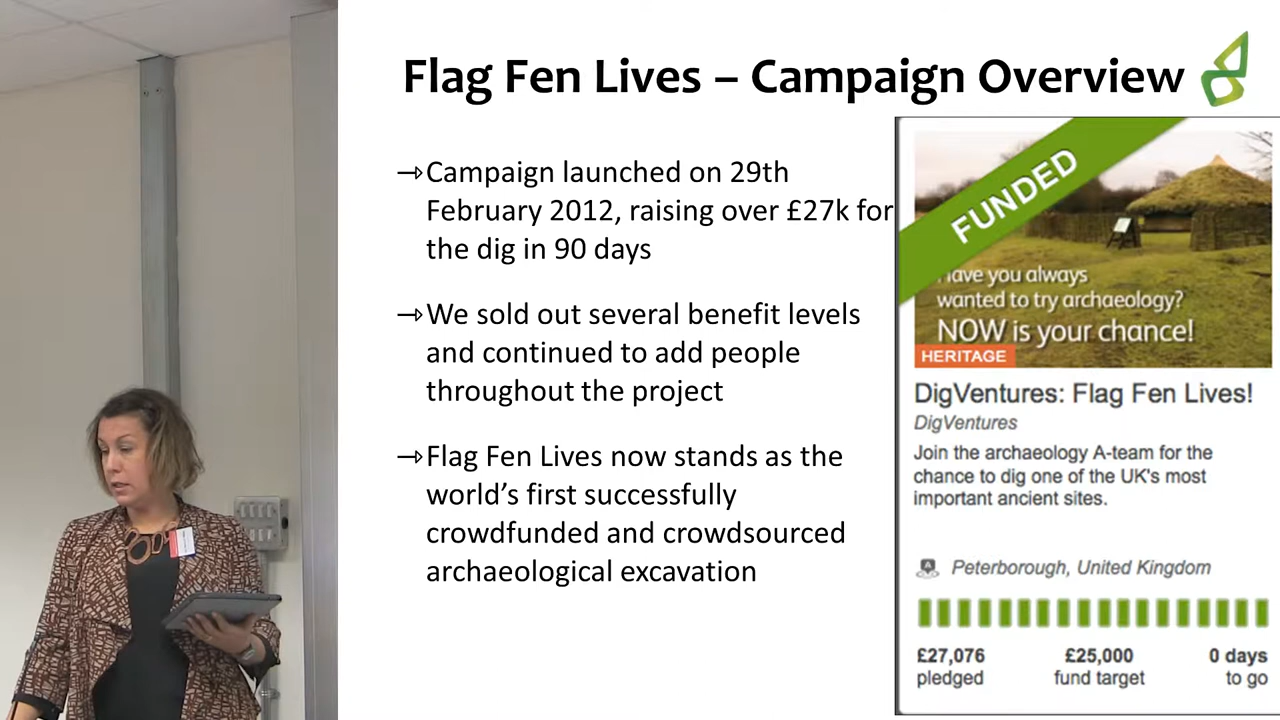 Flag Fen Lives – Campaign Overview
→Campaign launched on 29th
February 2012, raising over £27k for
the dig in 90 days
→We sold out several benefit levels
and continued to add people
throughout the project
→Flag Fen Lives now stands as the
world's first successfully
crowdfunded and crowdsourced
archaeological excavation
FUNDED
Have you always
wanted to try archaeology?
NOW is your chance!
HERITAGE
DigVentures: Flag Fen Lives!
DigVentures
Join the archaeology A-team for the
chance to dig one of the UK's most
important ancient sites.
Peterborough, United Kingdom
£27,076 £25,000 0 days
pledged fund target to go